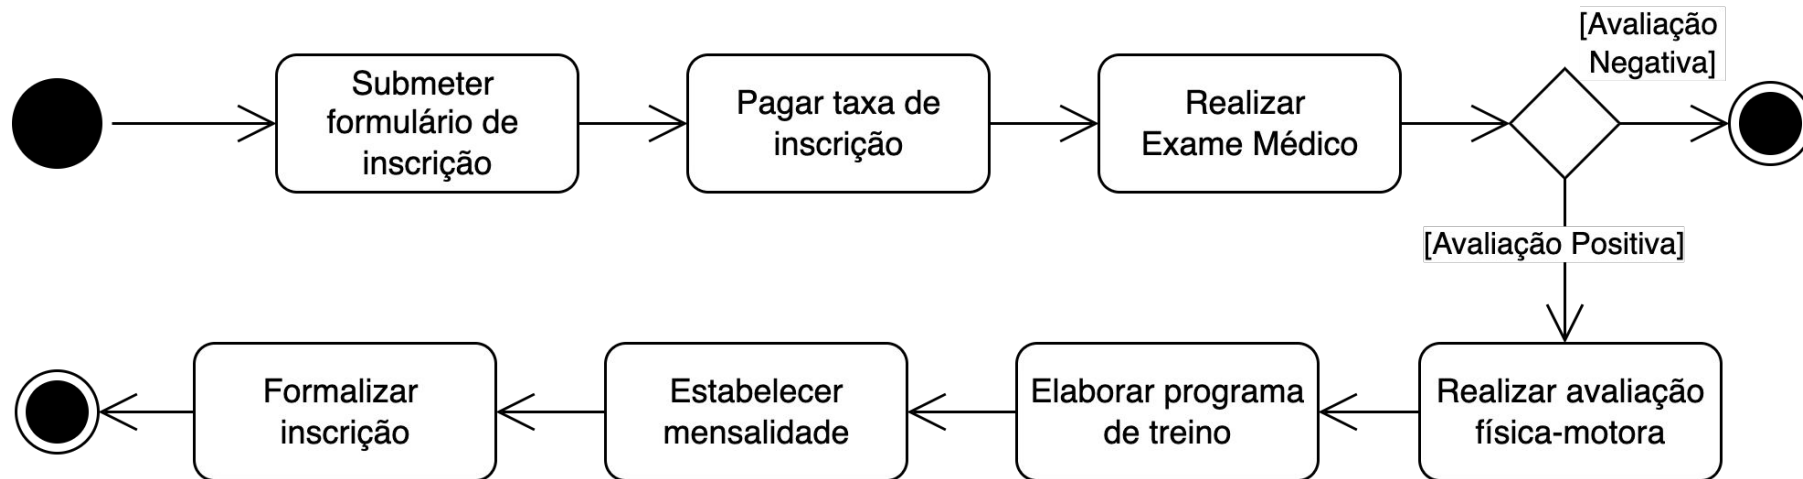 Submeter
formulário de
inscrição
Pagar taxa de
inscrição
Realizar
Exame Médico
[Avaliação
Negativa]
[Avaliação Positiva]
Realizar avaliação
física-motora
Elaborar programa
de treino
Estabelecer
mensalidade
Formalizar
inscrição